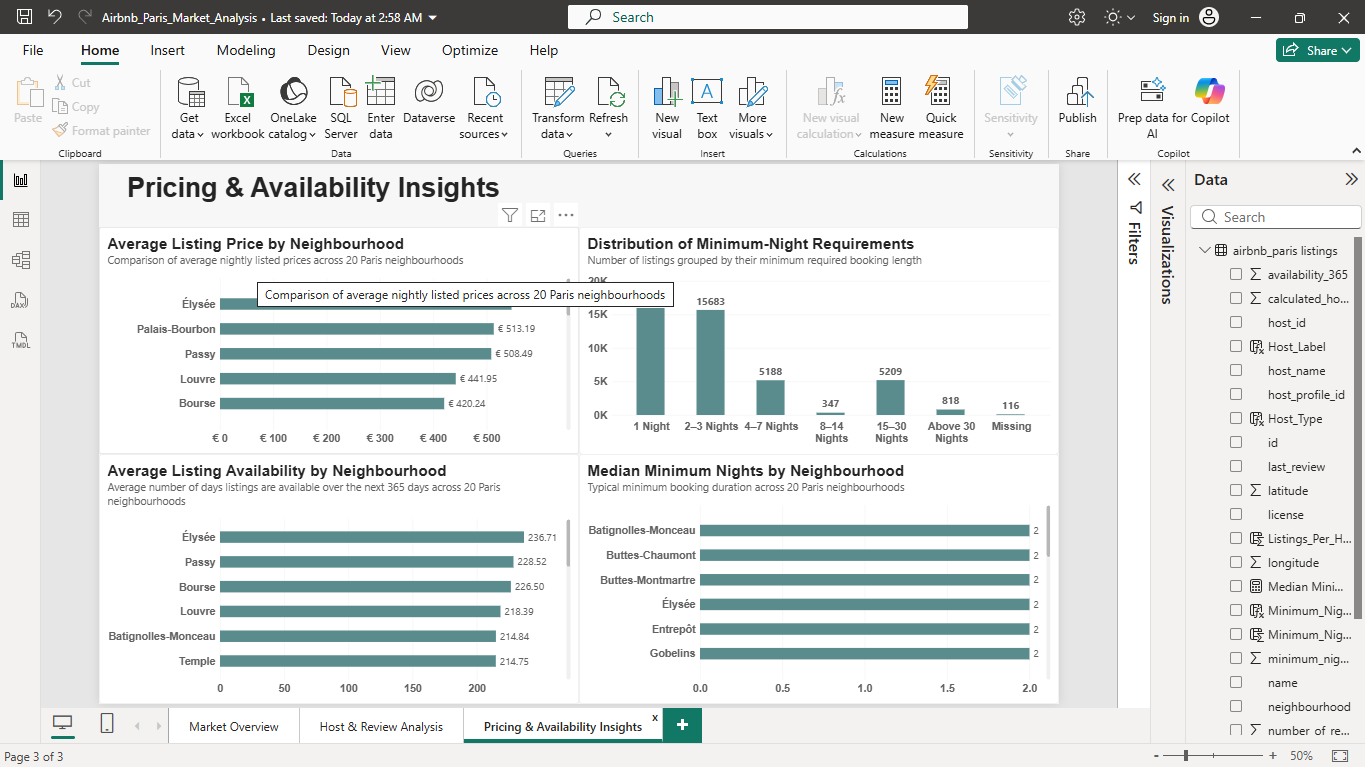 Airbnb_Paris_Market_Analysis • Last saved: Today at 2:58 AM
Search
Sign in
File
Home
Insert
Modeling
Design
View
Optimize
Help
Share
Paste
Cut
Copy
Format painter
Clipboard
Get data
Excel workbook
OneLake catalog
SQL Server
Enter data
Dataverse
Recent sources
Data
Transform data
Refresh
Queries
New visual
Text box
More visuals
Insert
New visual calculation
New measure
Quick measure
Calculations
Sensitivity
Sensitivity
Publish
Share
Prep data for AI
Copilot
Copilot
Pricing & Availability Insights
Average Listing Price by Neighbourhood
Comparison of average nightly listed prices across 20 Paris neighbourhoods
Comparison of average nightly listed prices across 20 Paris neighbourhoods
Élysée
Palais-Bourbon € 513.19
Passy € 508.49
Louvre € 441.95
Bourse € 420.24
€ 0 € 100 € 200 € 300 € 400 € 500
Distribution of Minimum-Night Requirements
Number of listings grouped by their minimum required booking length
20K
15K
10K
5K
0K
15683
5188
347
5209
818
116
1 Night
2–3 Nights
4–7 Nights
8–14 Nights
15–30 Nights
Above 30 Nights
Missing
Average Listing Availability by Neighbourhood
Average number of days listings are available over the next 365 days across 20 Paris
neighbourhoods
Élysée 236.71
Passy 228.52
Bourse 226.50
Louvre 218.39
Batignolles-Monceau 214.84
Temple 214.75
0 50 100 150 200
Median Minimum Nights by Neighbourhood
Typical minimum booking duration across 20 Paris neighbourhoods
Batignolles-Monceau 2
Buttes-Chaumont 2
Buttes-Montmartre 2
Élysée 2
Entrepôt 2
Gobelins 2
0.0 0.5 1.0 1.5 2.0
Filters
Visualizations
Data
Search
airbnb_paris listings
availability_365
calculated_ho...
host_id
Host_Label
host_name
host_profile_id
Host_Type
id
last_review
latitude
license
Listings_Per_H...
longitude
Median Mini...
Minimum_Nig...
Minimum_Nig...
minimum_nig...
name
neighbourhood
number_of_re...
DAX
TMDL
Market Overview
Host & Review Analysis
Pricing & Availability Insights
x
+
Page 3 of 3
- + 50%